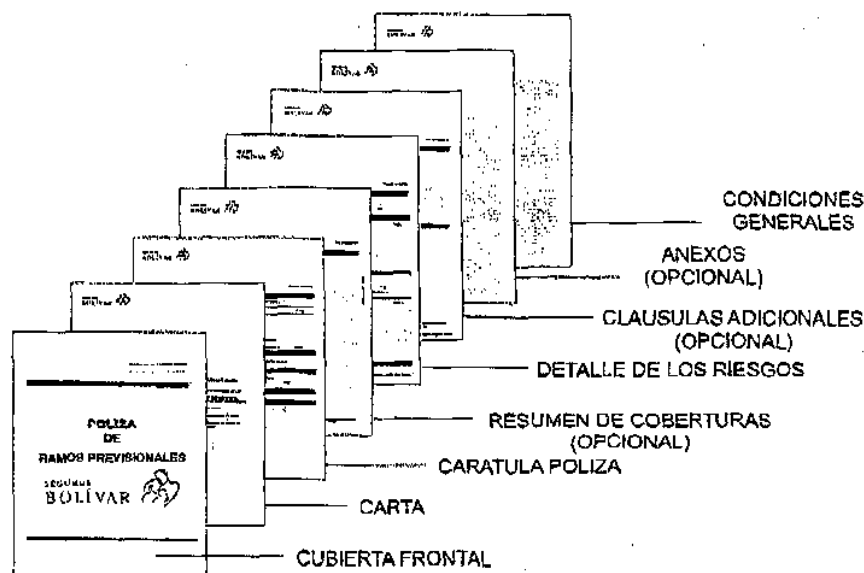 CONDICIONES
GENERALES
ANEXOS
(OPCIONAL)
CLAUSULAS ADICIONALES
(OPCIONAL)
DETALLE DE LOS RIESGOS
RESUMEN DE COBERTURAS
(OPCIONAL)
CARATULA POLIZA
CARTA
CUBIERTA FRONTAL
POLIZA
DE
RAMOS PREVISIONALES
SEGUROS
BOLÍVAR